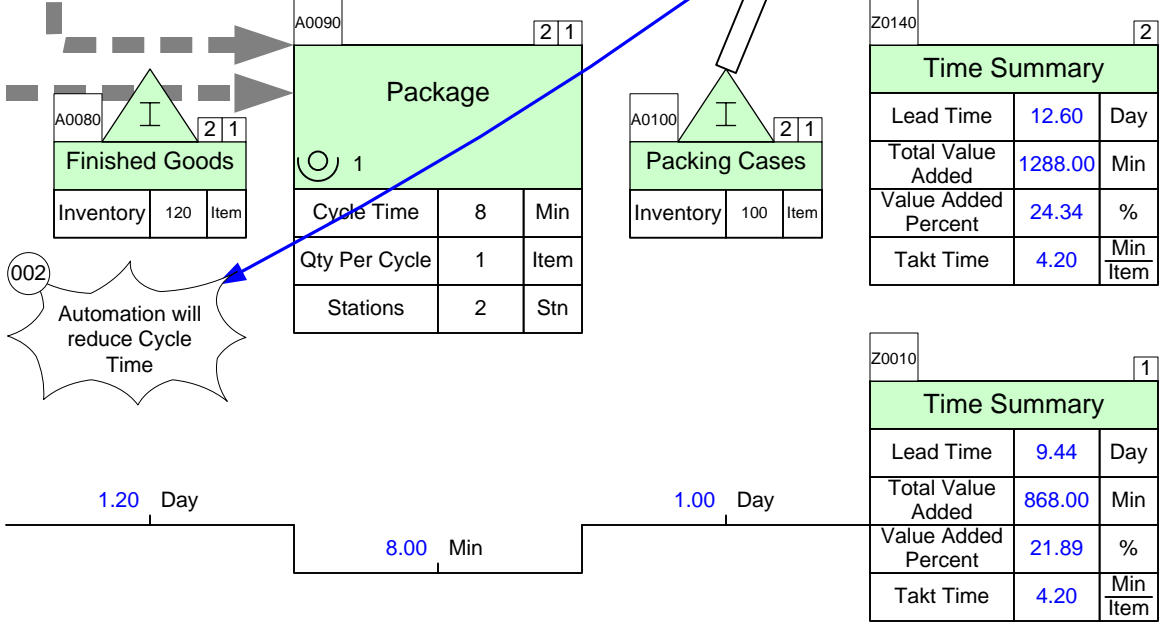 A0090
2 1
Package
1
Cycle Time 8 Min
Qty Per Cycle 1 Item
Stations 2 Stn
A0080
2 1
Finished Goods
Inventory 120 Item
002
Automation will
reduce Cycle
Time
A0100
2 1
Packing Cases
Inventory 100 Item
Z0140
2
Time Summary
Lead Time 12.60 Day
Total Value
Added 1288.00 Min
Value Added
Percent 24.34 %
Takt Time 4.20 Min
Item
Z0010
1
Time Summary
Lead Time 9.44 Day
Total Value
Added 868.00 Min
Value Added
Percent 21.89 %
Takt Time 4.20 Min
Item
1.20 Day
8.00 Min
1.00 Day